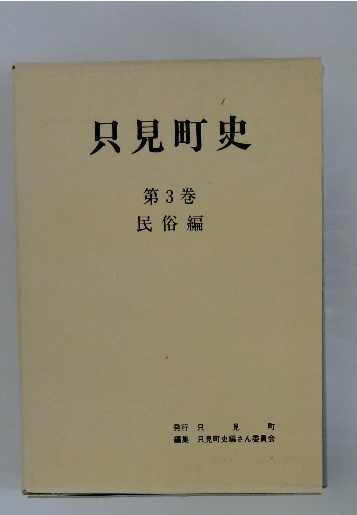 只見町史
第3巻
民俗編
発行 只見町
編集 只見町史編さん委員会